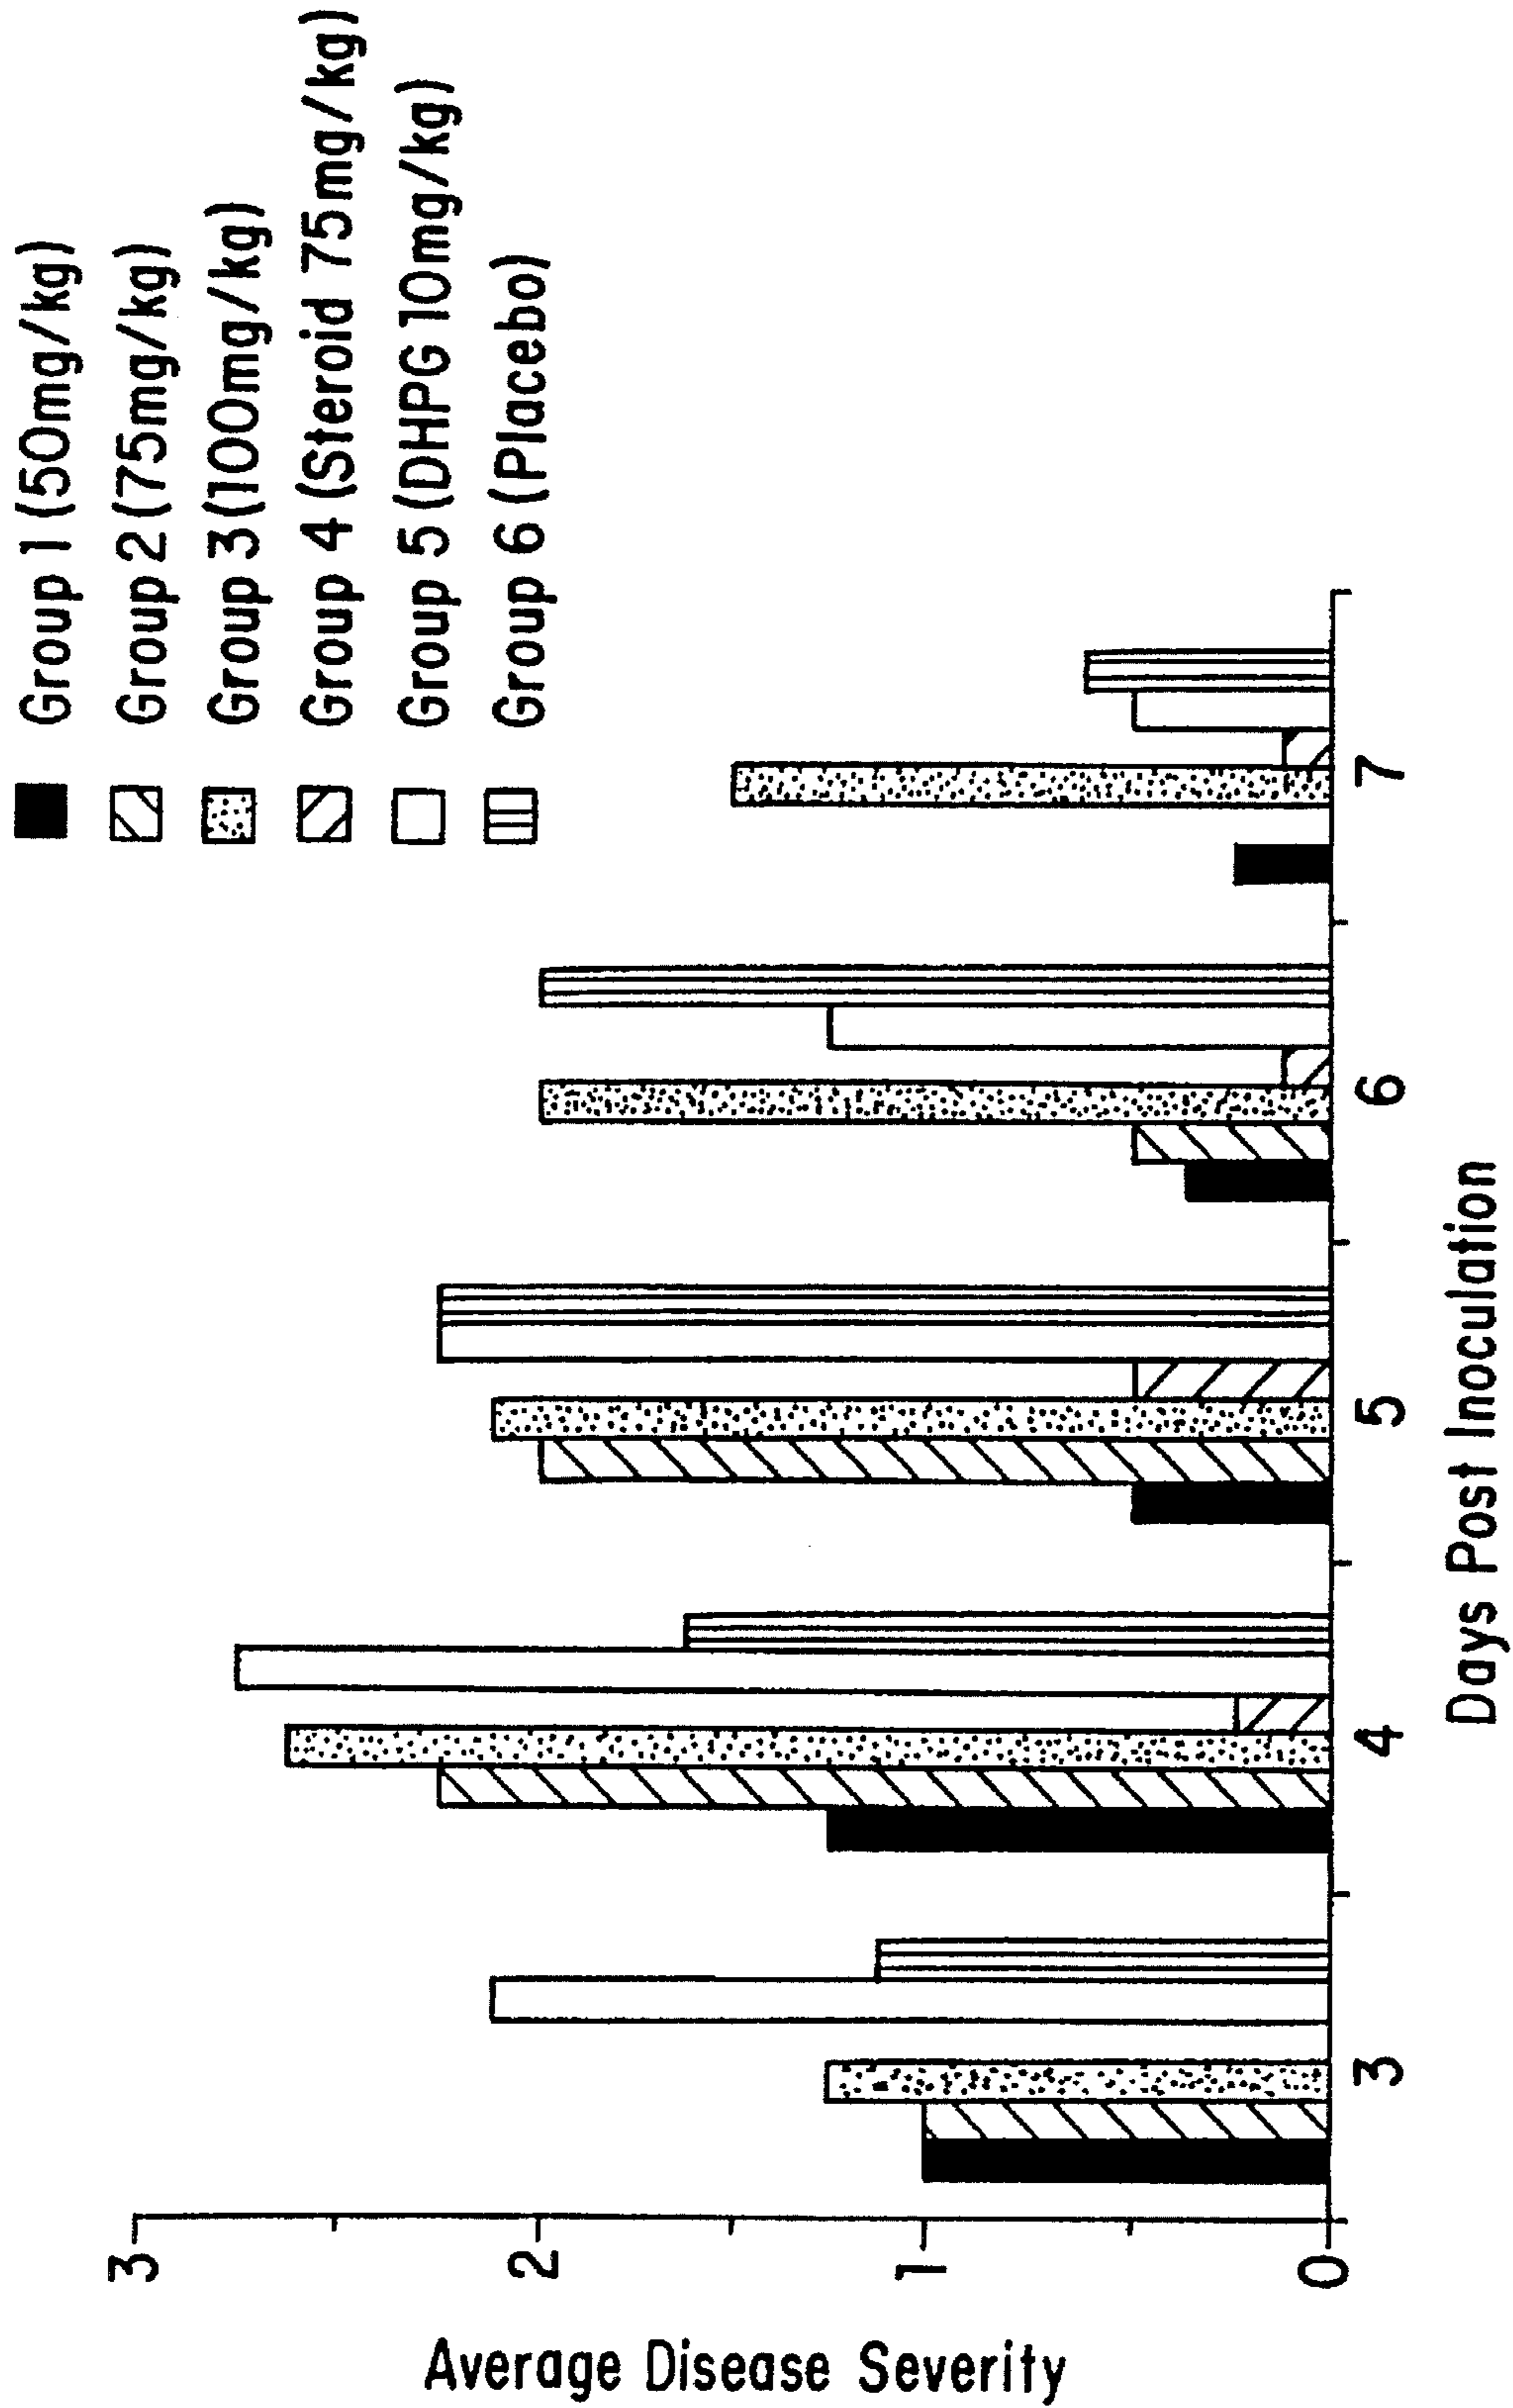 Group 1 (50mg/kg)
Group 2 (75mg/kg)
Group 3 (100mg/kg)
Group 4 (Steroid 75mg/kg)
Group 5 (DHPG 10mg/kg)
Group 6 (Placebo)
Average Disease Severity
3
2
1
0
3 4 5 6 7
Days Post Inoculation